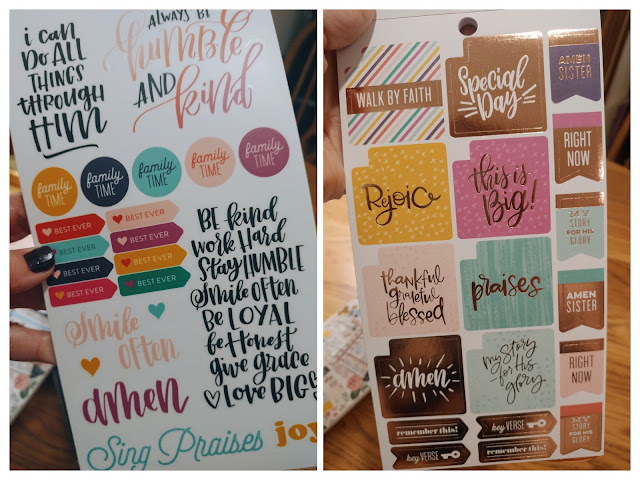 i can
Do ALL
THINGS
through
HIM
ALWAYS BE
humble
AND
kind
family
TIME
family
TIME
family
TIME
family
TIME
family
TIME
BEST EVER
BEST EVER
BEST EVER
BEST EVER
BEST EVER
BEST EVER
BEST EVER
BEST EVER
BE kind
work Hard
Stay HUMBLE
Smile often
Be LOYAL
be Honest
give grace
LOVE BIG
Smile
often
amen
Sing Praises
joy
WALK BY FAITH
Special
Day
AMEN
SISTER
Rejoice
this is
Big!
RIGHT
NOW
MY
STORY
FOR HIS
GLORY
thankful
grateful
blessed
praises
AMEN
SISTER
amen
my Story
for His
glory
RIGHT
NOW
remember this!
key VERSE
key VERSE
remember this!
MY
STORY
FOR HIS
GLORY